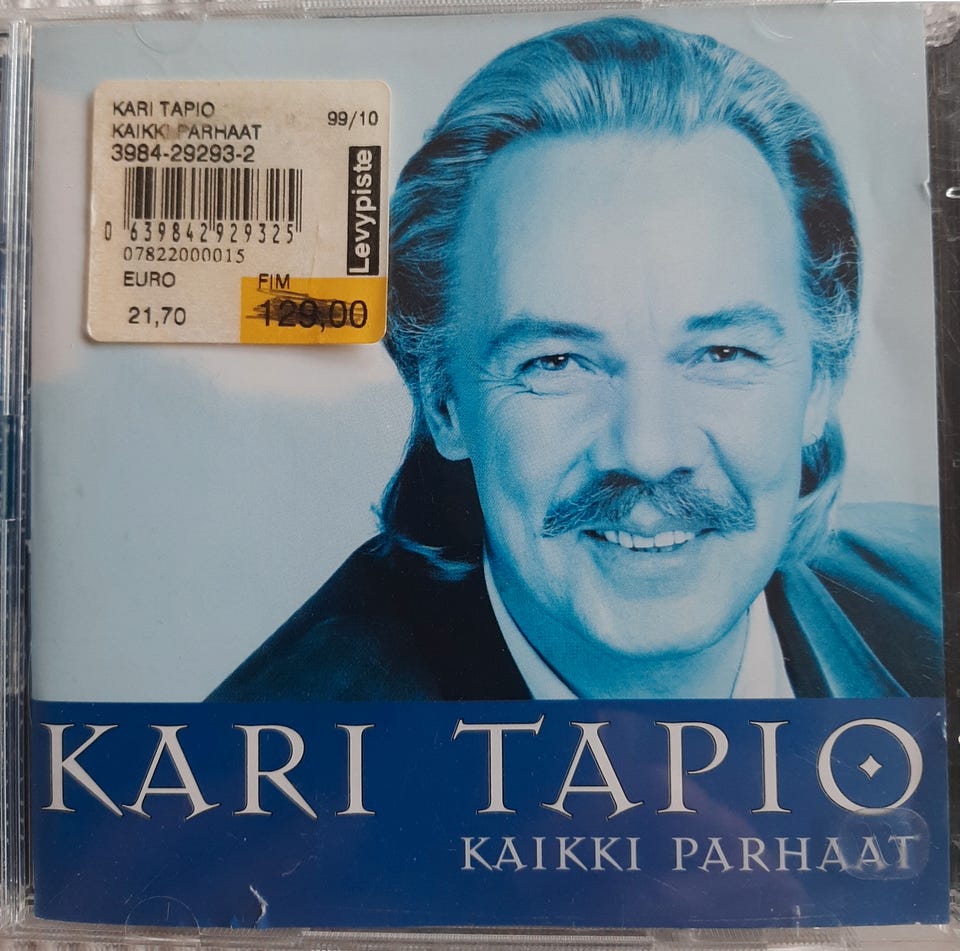 KARI TAPIO
KAIKKI PARHAAT
99/10
3984-29293-2
Levypiste
0 639842 929325
07822000015
EURO FIM
21,70 129,00
KARI TAPIO
KAIKKI PARHAAT